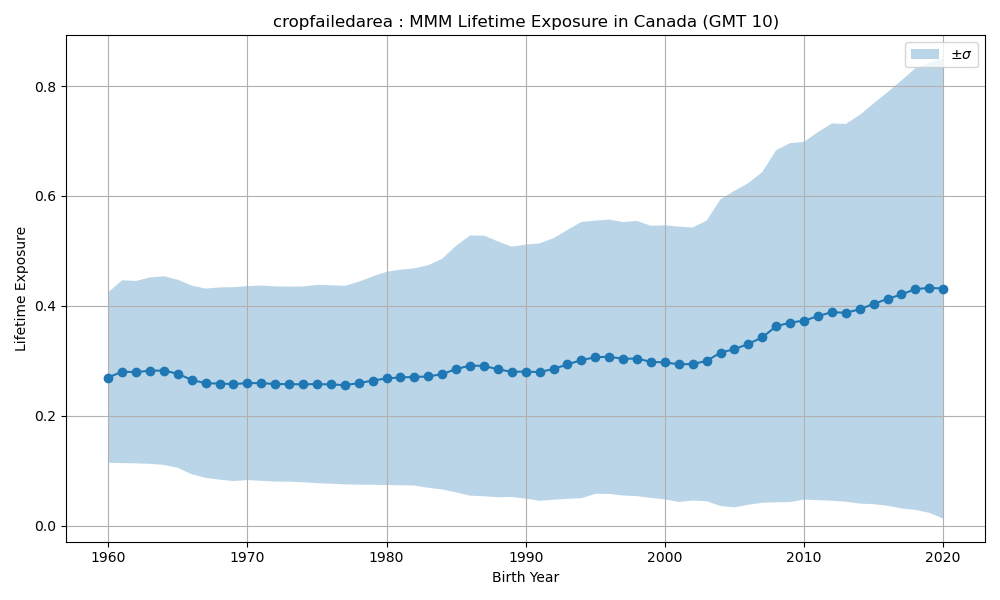 cropfailedarea : MMM Lifetime Exposure in Canada (GMT 10)
±σ
Lifetime Exposure
0.8
0.6
0.4
0.2
0.0
1960 1970 1980 1990 2000 2010 2020
Birth Year